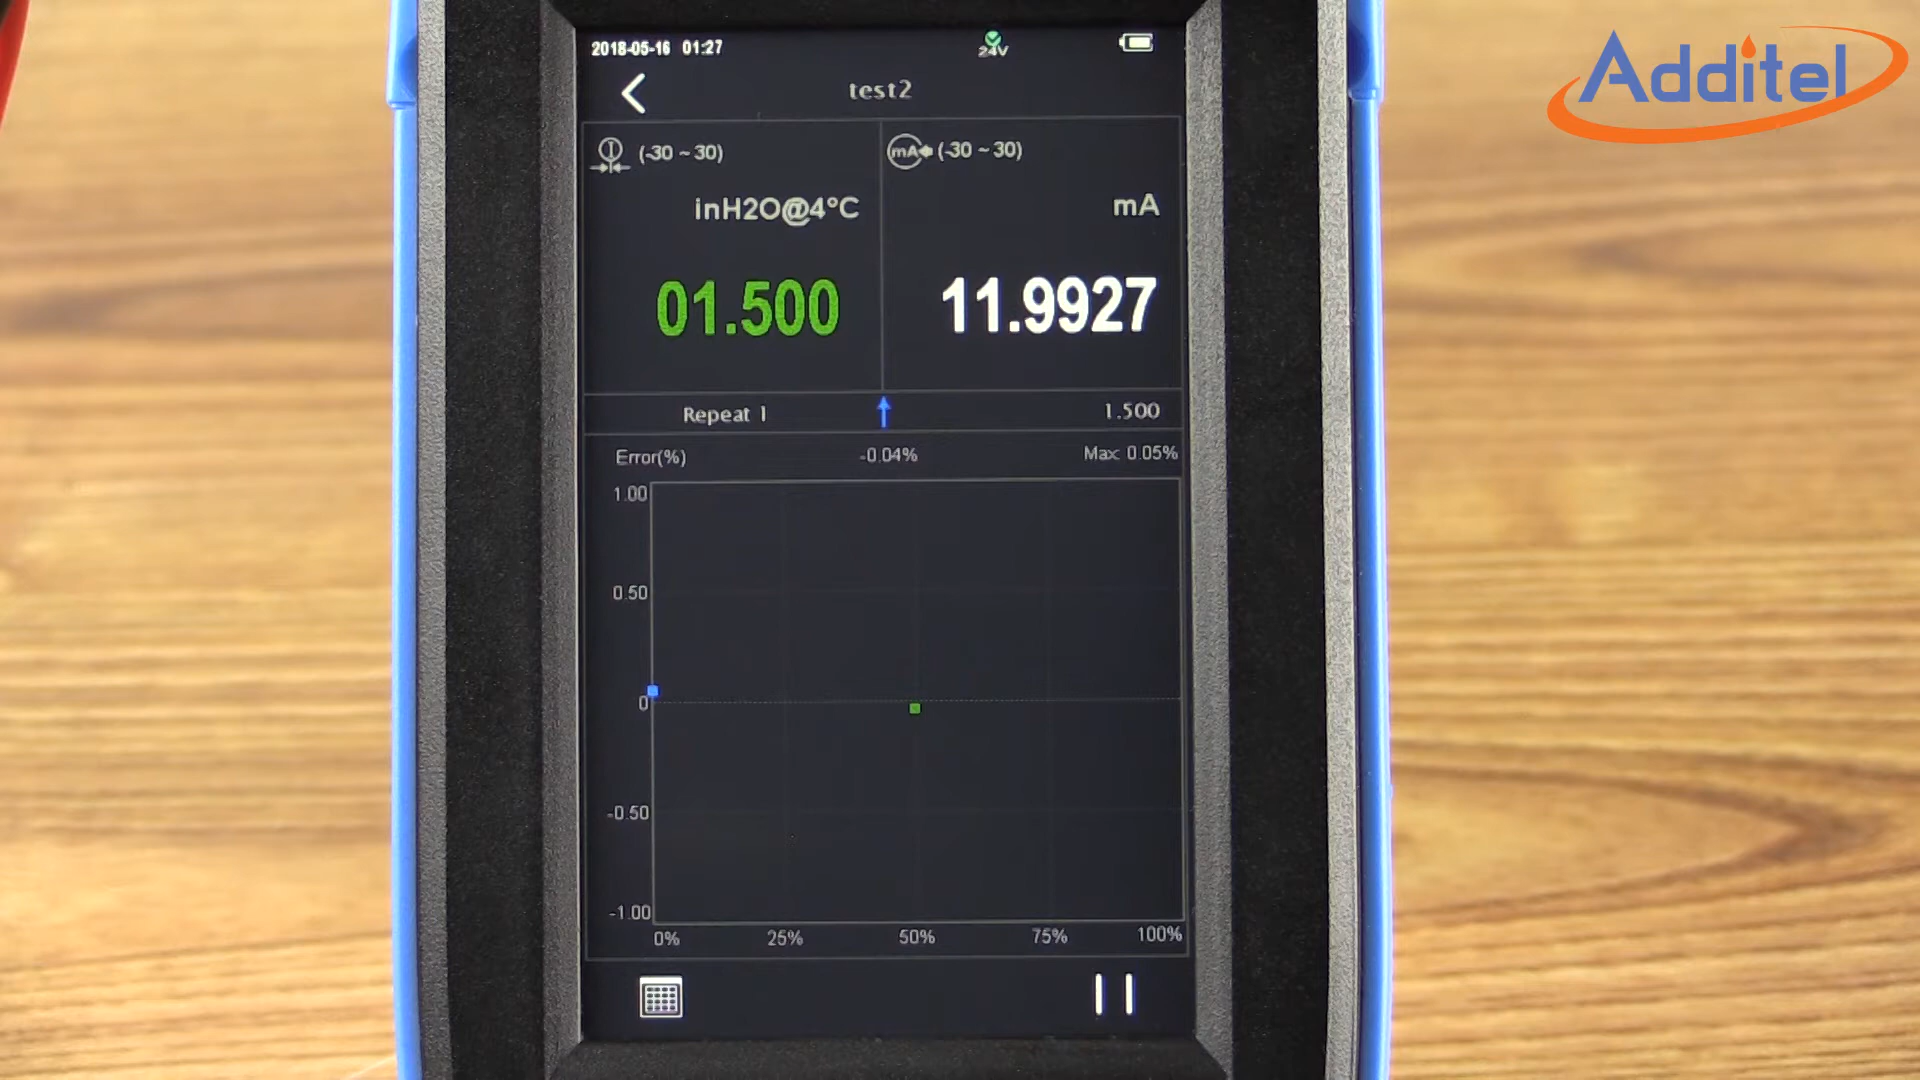 2018-05-16 01:27
24V
test2
(-30 ~ 30)
mA (-30 ~ 30)
inH2O@4°C
mA
01.500
11.9927
Repeat 1
1.500
Error(%)
-0.04%
Max 0.05%
1.00
0.50
0
-0.50
-1.00
0% 25% 50% 75% 100%
Additel